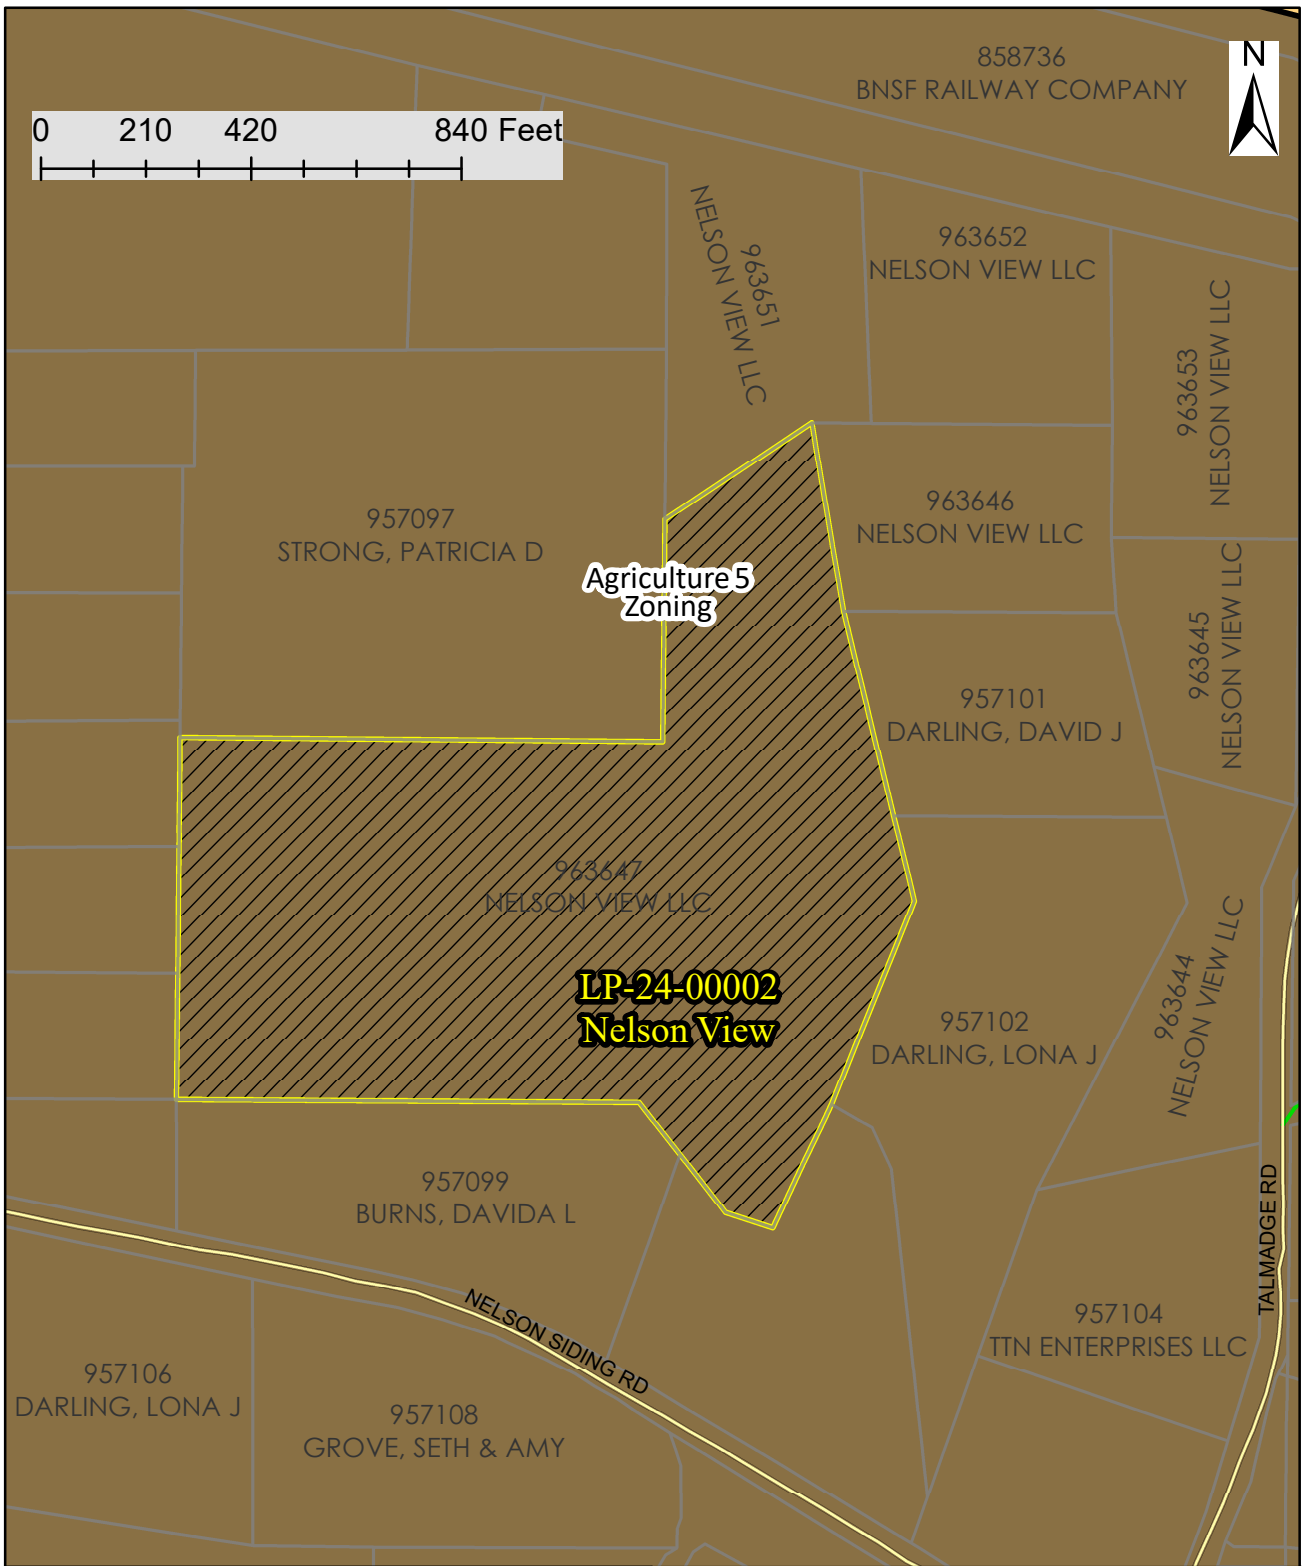 858736
BNSF RAILWAY COMPANY
N
0 210 420 840 Feet
963651
NELSON VIEW LLC
963652
NELSON VIEW LLC
963653
NELSON VIEW LLC
957097
STRONG, PATRICIA D
963646
NELSON VIEW LLC
Agriculture 5
Zoning
963645
NELSON VIEW LLC
957101
DARLING, DAVID J
963647
NELSON VIEW LLC
LP-24-00002
Nelson View
957102
DARLING, LONA J
963644
NELSON VIEW LLC
957099
BURNS, DAVIDA L
TALMADGE RD
NELSON SIDING RD
957104
TTN ENTERPRISES LLC
957106
DARLING, LONA J
957108
GROVE, SETH & AMY